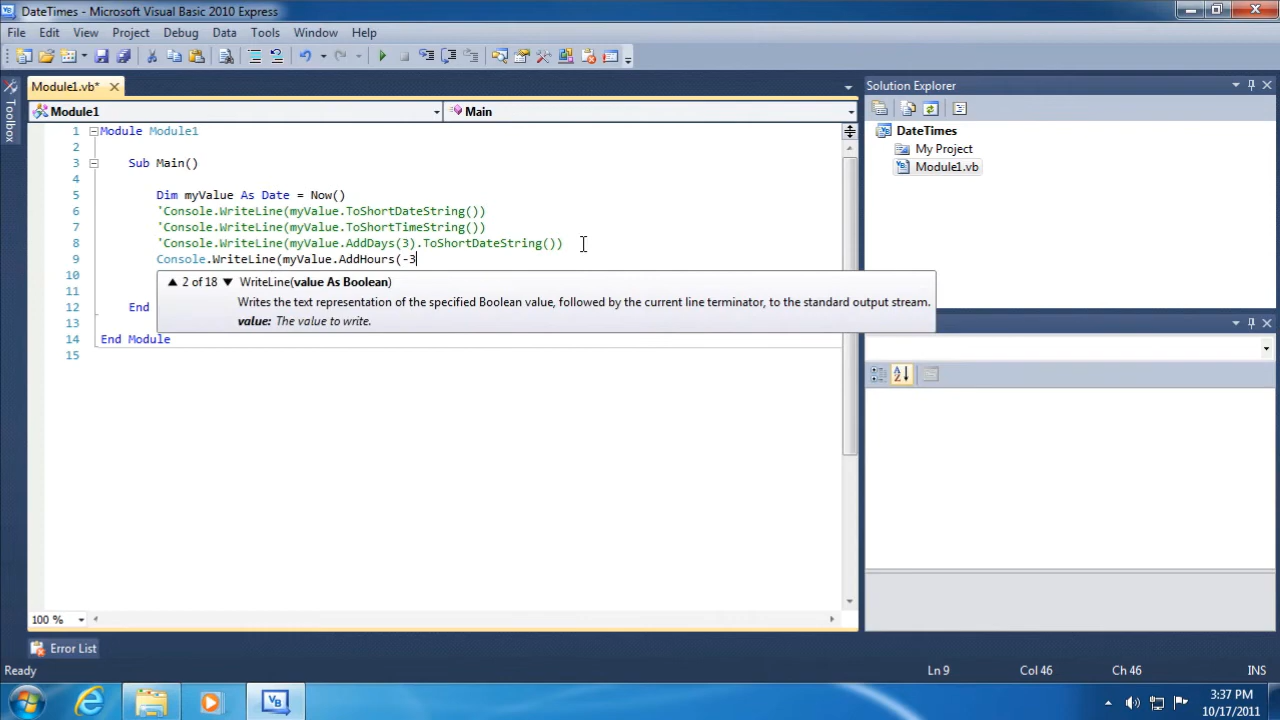 DateTimes - Microsoft Visual Basic 2010 Express
File Edit View Project Debug Data Tools Window Help
Module1.vb*
Solution Explorer
Toolbox
Module1
Main
DateTimes
My Project
Module1.vb
1 Module Module1
2
3 Sub Main()
4
5 Dim myValue As Date = Now()
6 'Console.WriteLine(myValue.ToShortDateString())
7 'Console.WriteLine(myValue.ToShortTimeString())
8 'Console.WriteLine(myValue.AddDays(3).ToShortDateString())
9 Console.WriteLine(myValue.AddHours(-3
10
2 of 18 WriteLine(value As Boolean)
11
Writes the text representation of the specified Boolean value, followed by the current line terminator, to the standard output stream.
12 End
value: The value to write.
13
14 End Module
15
100 %
Error List
Ready
Ln 9
Col 46
Ch 46
INS
3:37 PM
10/17/2011